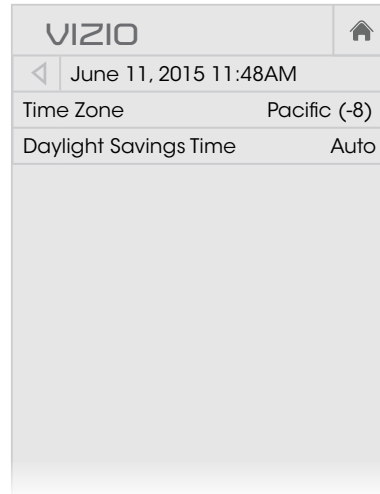 VIZIO
June 11, 2015 11:48AM
Time Zone Pacific (-8)
Daylight Savings Time Auto